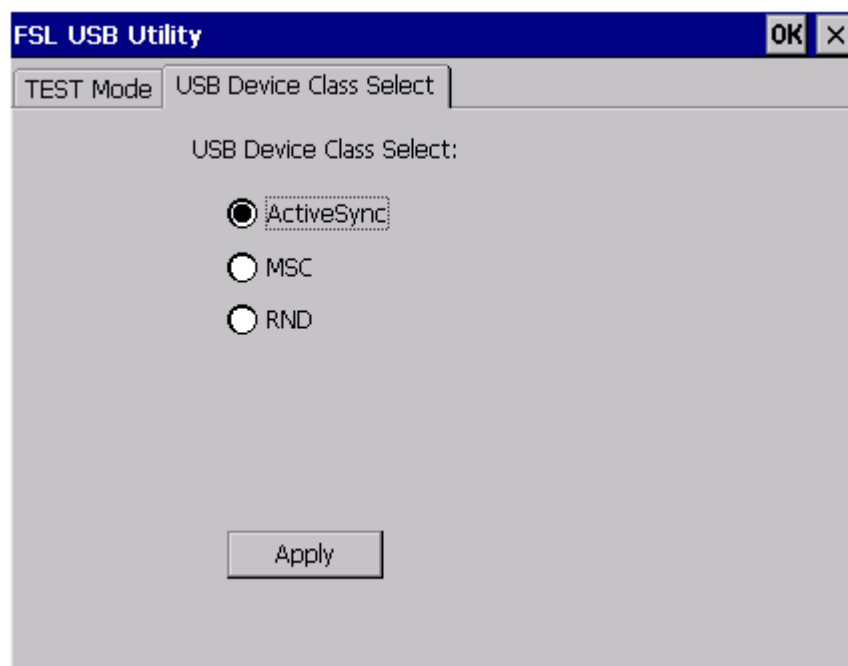 FSL USB Utility OK ×
TEST Mode USB Device Class Select
USB Device Class Select:
ActiveSync
MSC
RND
Apply